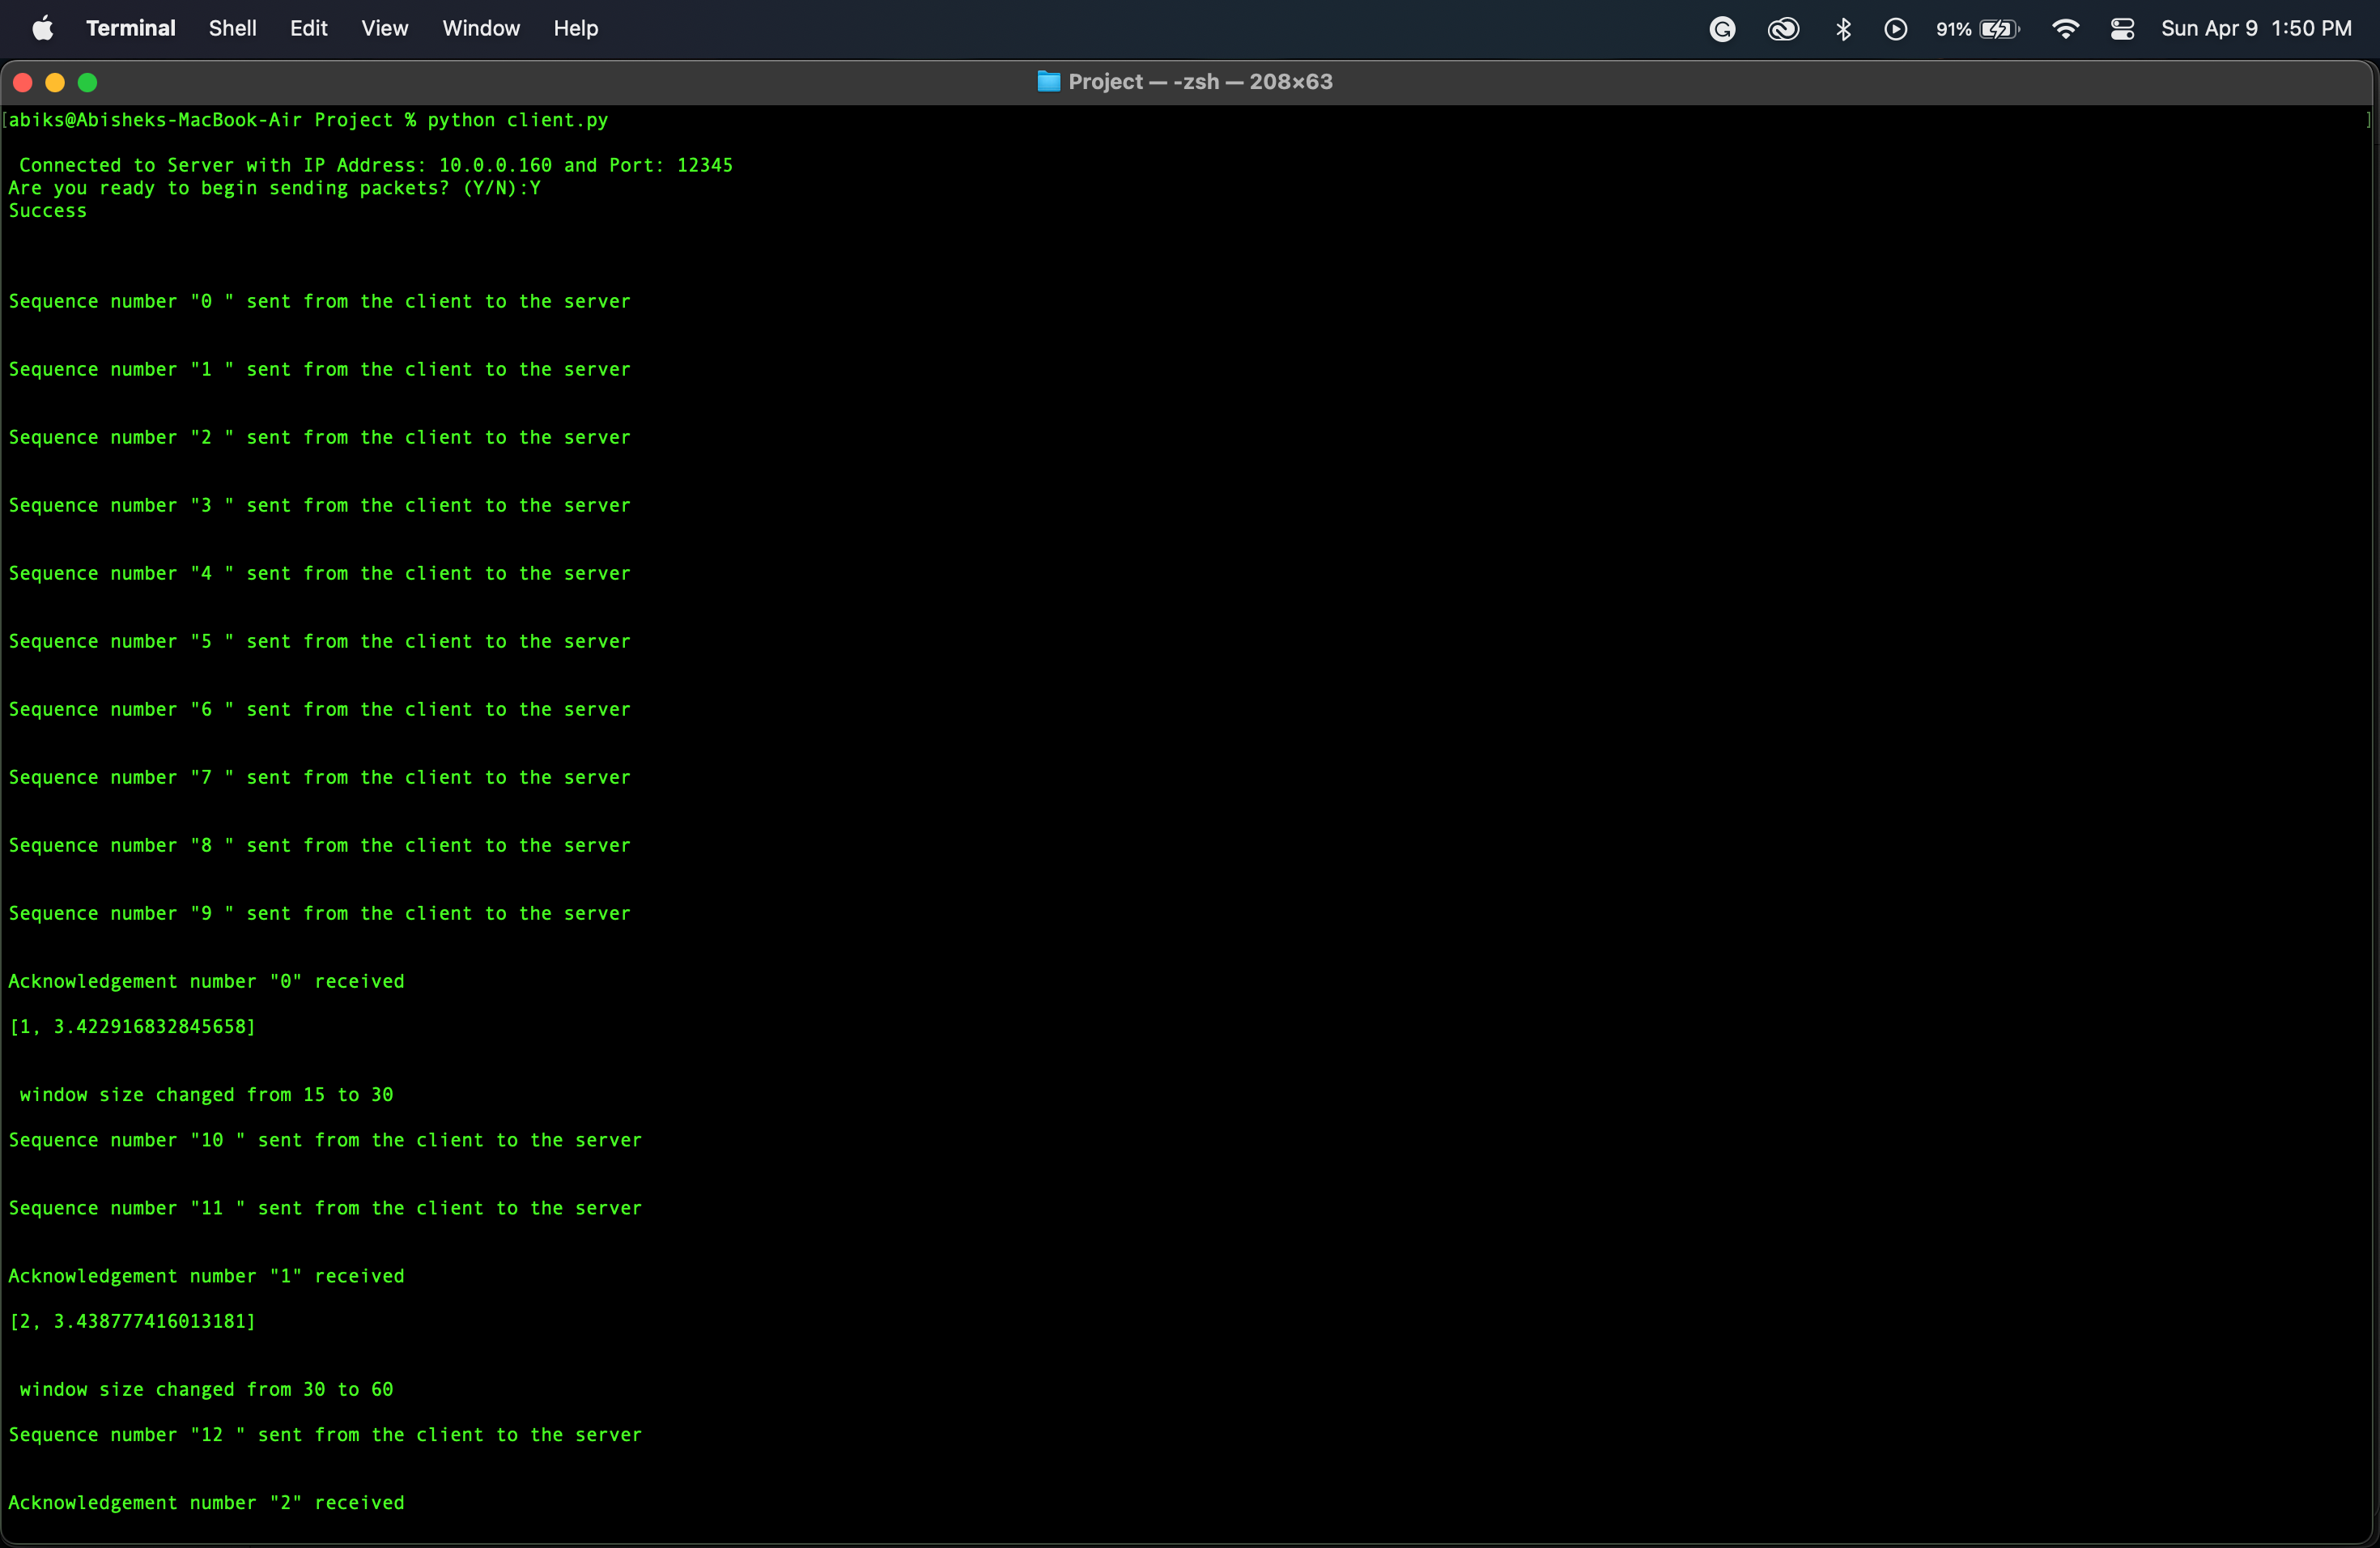 Terminal Shell Edit View Window Help 91% Sun Apr 9 1:50 PM
Project — -zsh — 208×63
[abiks@Abisheks-MacBook-Air Project % python client.py ]
Connected to Server with IP Address: 10.0.0.160 and Port: 12345
Are you ready to begin sending packets? (Y/N):Y
Success
Sequence number "0 " sent from the client to the server
Sequence number "1 " sent from the client to the server
Sequence number "2 " sent from the client to the server
Sequence number "3 " sent from the client to the server
Sequence number "4 " sent from the client to the server
Sequence number "5 " sent from the client to the server
Sequence number "6 " sent from the client to the server
Sequence number "7 " sent from the client to the server
Sequence number "8 " sent from the client to the server
Sequence number "9 " sent from the client to the server
Acknowledgement number "0" received
[1, 3.422916832845658]
window size changed from 15 to 30
Sequence number "10 " sent from the client to the server
Sequence number "11 " sent from the client to the server
Acknowledgement number "1" received
[2, 3.438777416013181]
window size changed from 30 to 60
Sequence number "12 " sent from the client to the server
Acknowledgement number "2" received